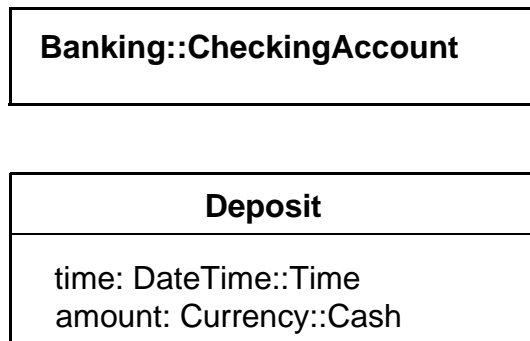 Banking::CheckingAccount
Deposit
time: DateTime::Time
amount: Currency::Cash